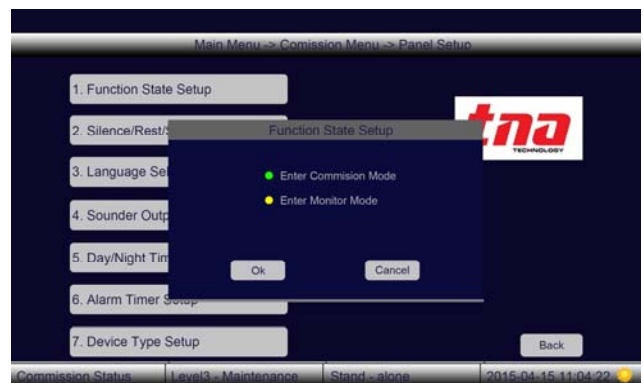 Main Menu -> Comission Menu -> Panel Setup
1. Function State Setup
2. Silence/Rest/
3. Language Sel
4. Sounder Outp
5. Day/Night Tim
6. Alarm Timer Setup
7. Device Type Setup
tna
TECHNOLOGY
Function State Setup
Enter Commision Mode
Enter Monitor Mode
Ok
Cancel
Back
Commission Status
Level3 - Maintenance
Stand - alone
2015-04-15 11:04:22